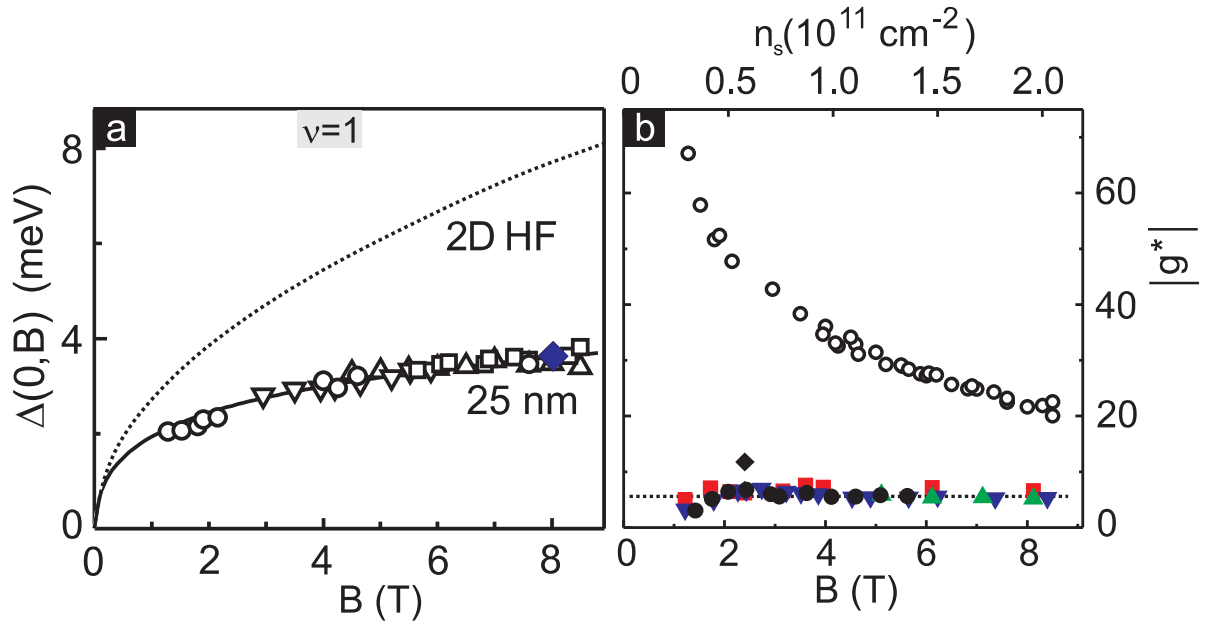 a
ν=1
8
4
0
Δ(0,B) (meV)
2D HF
25 nm
0 2 4 6 8
B (T)
n_s(10^11 cm^-2)
0 0.5 1.0 1.5 2.0
b
60
40
20
0
|g*|
0 2 4 6 8
B (T)